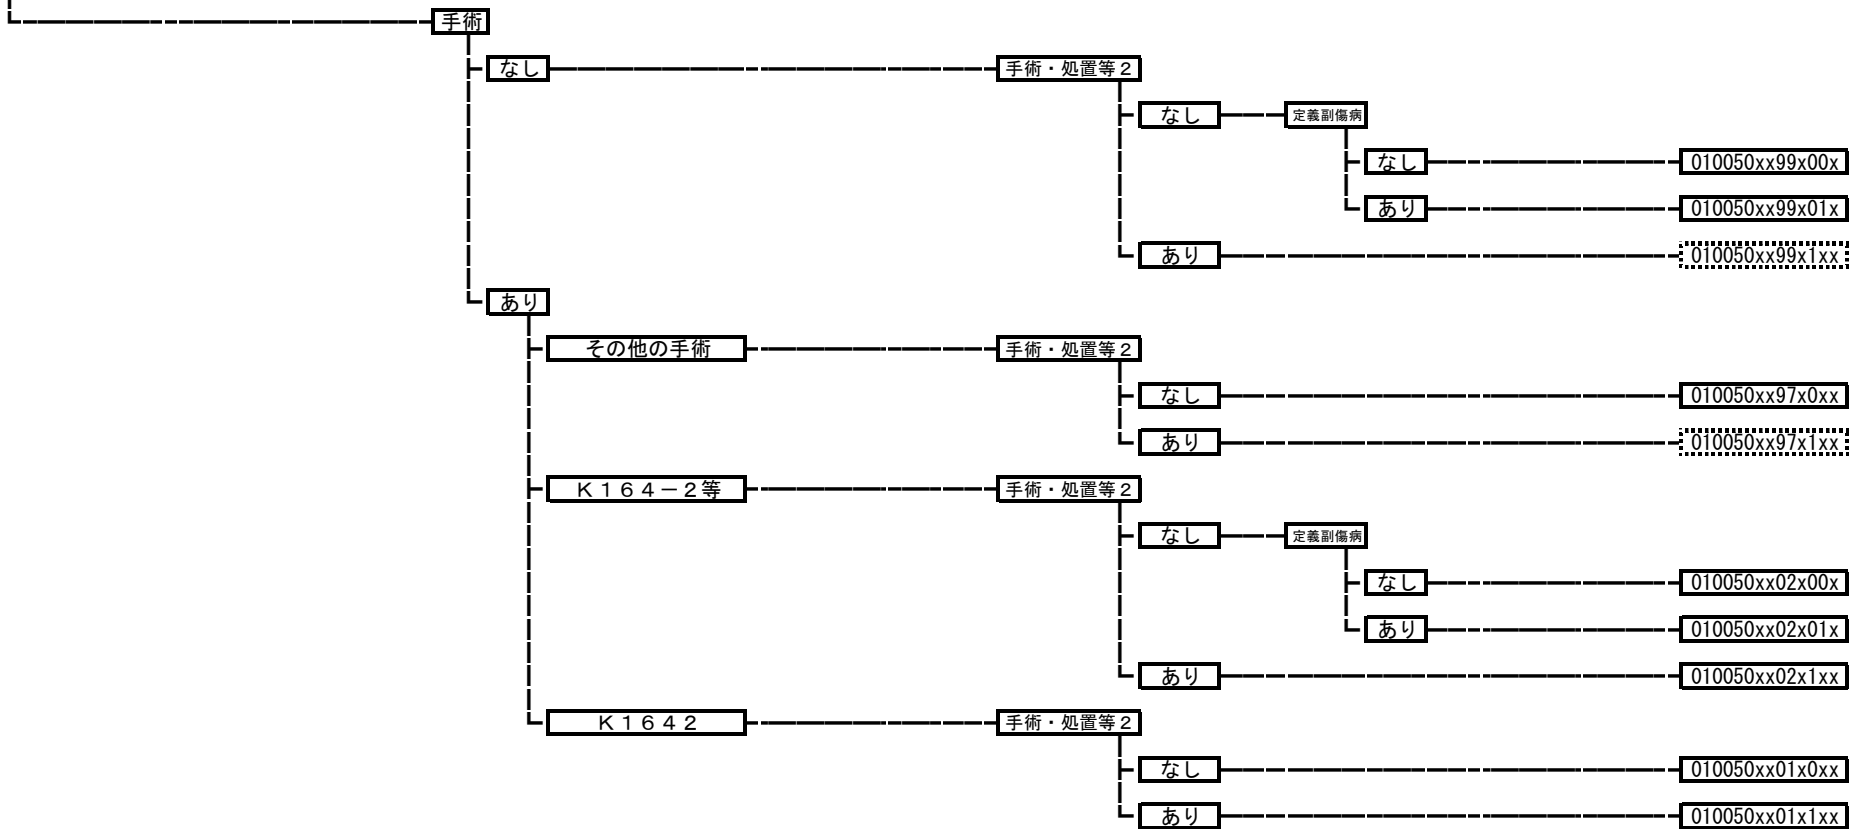 手術
なし 手術・処置等２
なし 定義副傷病
なし 010050xx99x00x
あり 010050xx99x01x
あり 010050xx99x1xx
あり
その他の手術 手術・処置等２
なし 010050xx97x0xx
あり 010050xx97x1xx
Ｋ１６４－２等 手術・処置等２
なし 定義副傷病
なし 010050xx02x00x
あり 010050xx02x01x
あり 010050xx02x1xx
Ｋ１６４２ 手術・処置等２
なし 010050xx01x0xx
あり 010050xx01x1xx